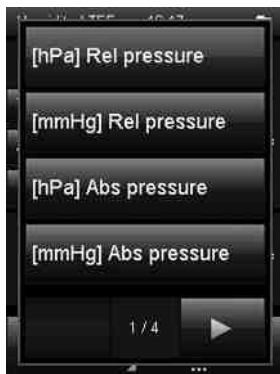 [hPa] Rel pressure
[mmHg] Rel pressure
[hPa] Abs pressure
[mmHg] Abs pressure
1 / 4